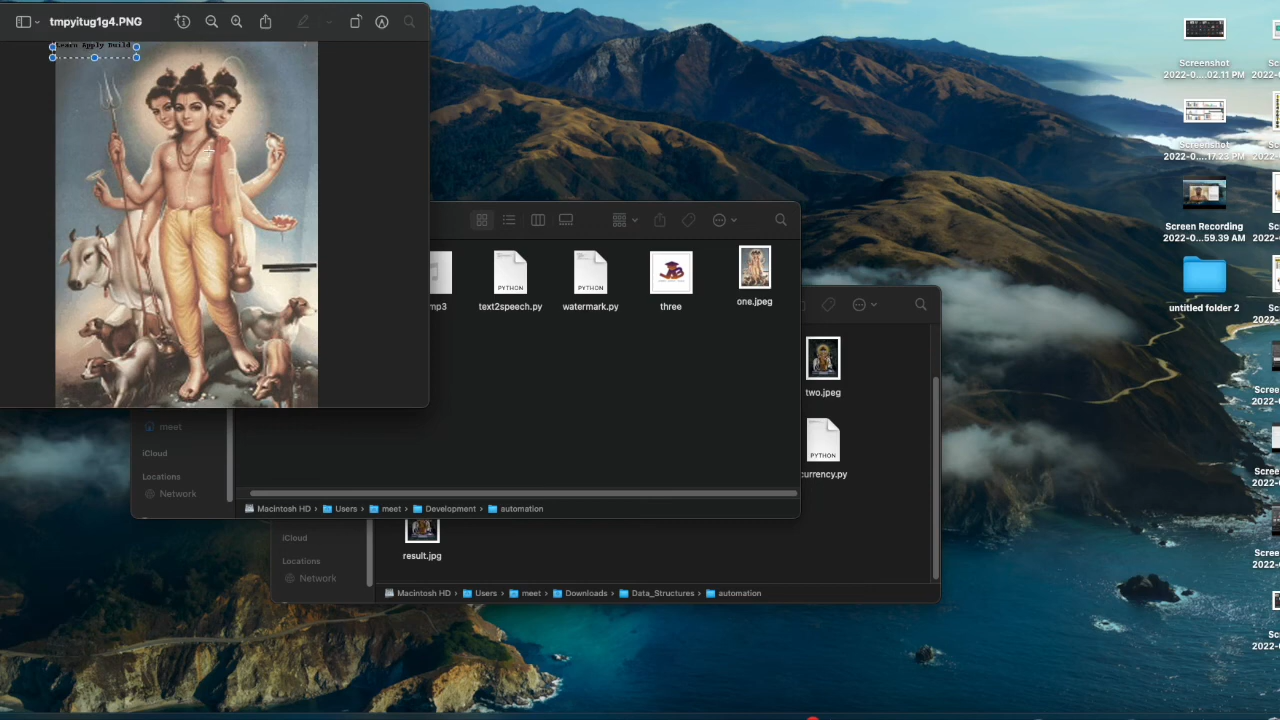 tmpyitug1g4.PNG
Learn Apply Build
Screenshot
2022-0....02.11 PM
Screenshot
2022-0....17.23 PM
Screen Recording
2022-0...59.39 AM
untitled folder 2
mp3
PYTHON
text2speech.py
PYTHON
watermark.py
three
one.jpeg
two.jpeg
PYTHON
currency.py
meet
iCloud
Locations
Network
Macintosh HD › Users › meet › Development › automation
result.jpg
iCloud
Locations
Network
Macintosh HD › Users › meet › Downloads › Data_Structures › automation